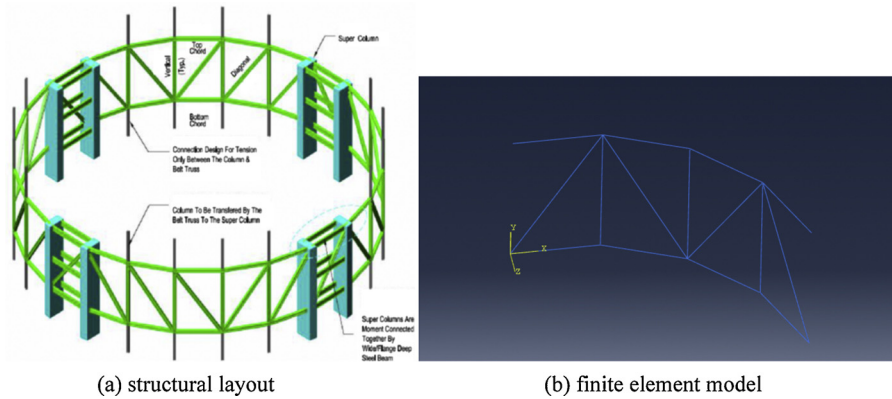 Super Column
Top
Chord
Vertical
(Typ.)
Diagonal
Bottom
Chord
Connection Design For Tension
Only Between The Column &
Belt Truss
Column To Be Transfered By The
Belt Truss To The Super Column
Super Columns Are
Moment Connected
Together By
Wide/Flange Deep
Steel Beam
Y
X
Z
(a) structural layout
(b) finite element model